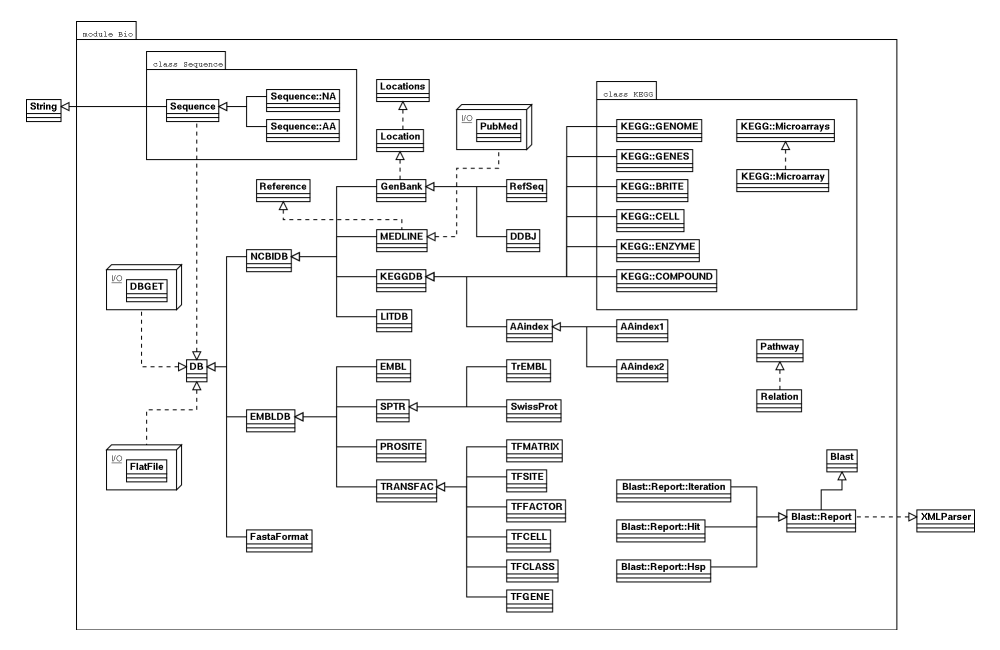 module Bio
class Sequence
String
Sequence
Sequence::NA
Sequence::AA
Locations
Location
I/O
PubMed
class KEGG
KEGG::GENOME
KEGG::Microarrays
KEGG::GENES
KEGG::Microarray
KEGG::BRITE
KEGG::CELL
KEGG::ENZYME
KEGG::COMPOUND
Reference
GenBank
RefSeq
MEDLINE
DDBJ
NCBIDB
KEGGDB
I/O
DBGET
LITDB
AAindex
AAindex1
AAindex2
Pathway
Relation
DB
EMBL
TrEMBL
EMBLDB
SPTR
SwissProt
PROSITE
I/O
FlatFile
TRANSFAC
TFMATRIX
TFSITE
TFFACTOR
TFCELL
TFCLASS
TFGENE
FastaFormat
Blast
Blast::Report::Iteration
Blast::Report::Hit
Blast::Report::Hsp
Blast::Report
XMLParser